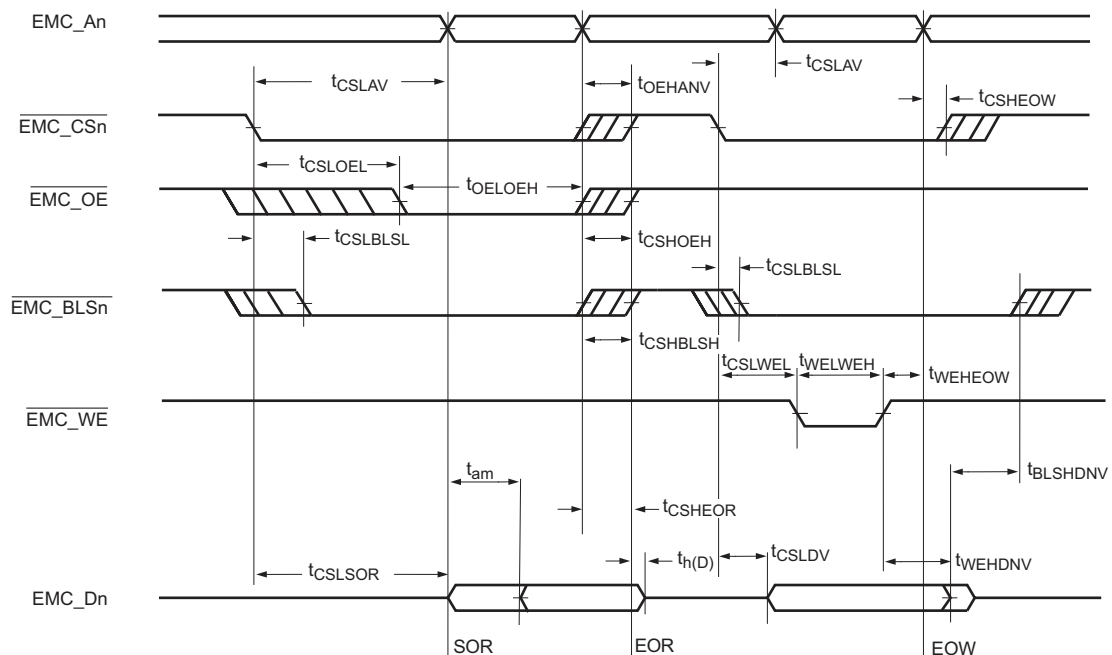 EMC_An
tCSLAV
tOEHANV
tCSLAV
tCSHEOW
EMC_CSn
tCSLOEL
tOELOEH
EMC_OE
tCSLBLSL
tCSHOEH
tCSLBLSL
EMC_BLSn
tCSHBLSH
tCSLWEL
tWELWEH
tWEHEOW
EMC_WE
tam
tBLSHDNV
tCSHEOR
tCSLSOR
th(D)
tCSLDV
tWEHDNV
EMC_Dn
SOR
EOR
EOW